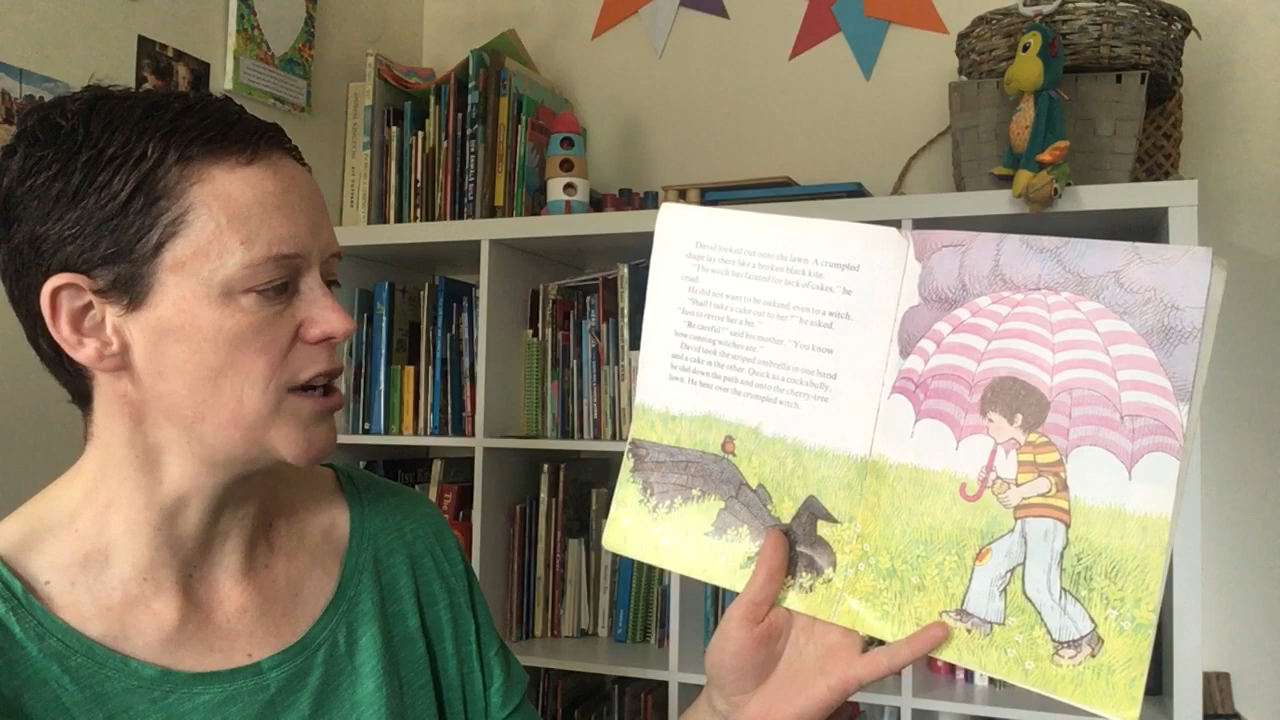 David looked out onto the lawn. A crumpled
shape lay there like a broken black kite.
"The witch has fainted for lack of cakes," he
cried.
He did not want to be unkind, even to a witch.
"Shall I take a cake out to her?" he asked.
"Just to revive her a bit."
"Be careful!" said his mother. "You know
how cunning witches are."
David took the striped umbrella in one hand
and a cake in the other. Quick as a cockabully,
he slid down the path and onto the cherry-tree
lawn. He bent over the crumpled witch.